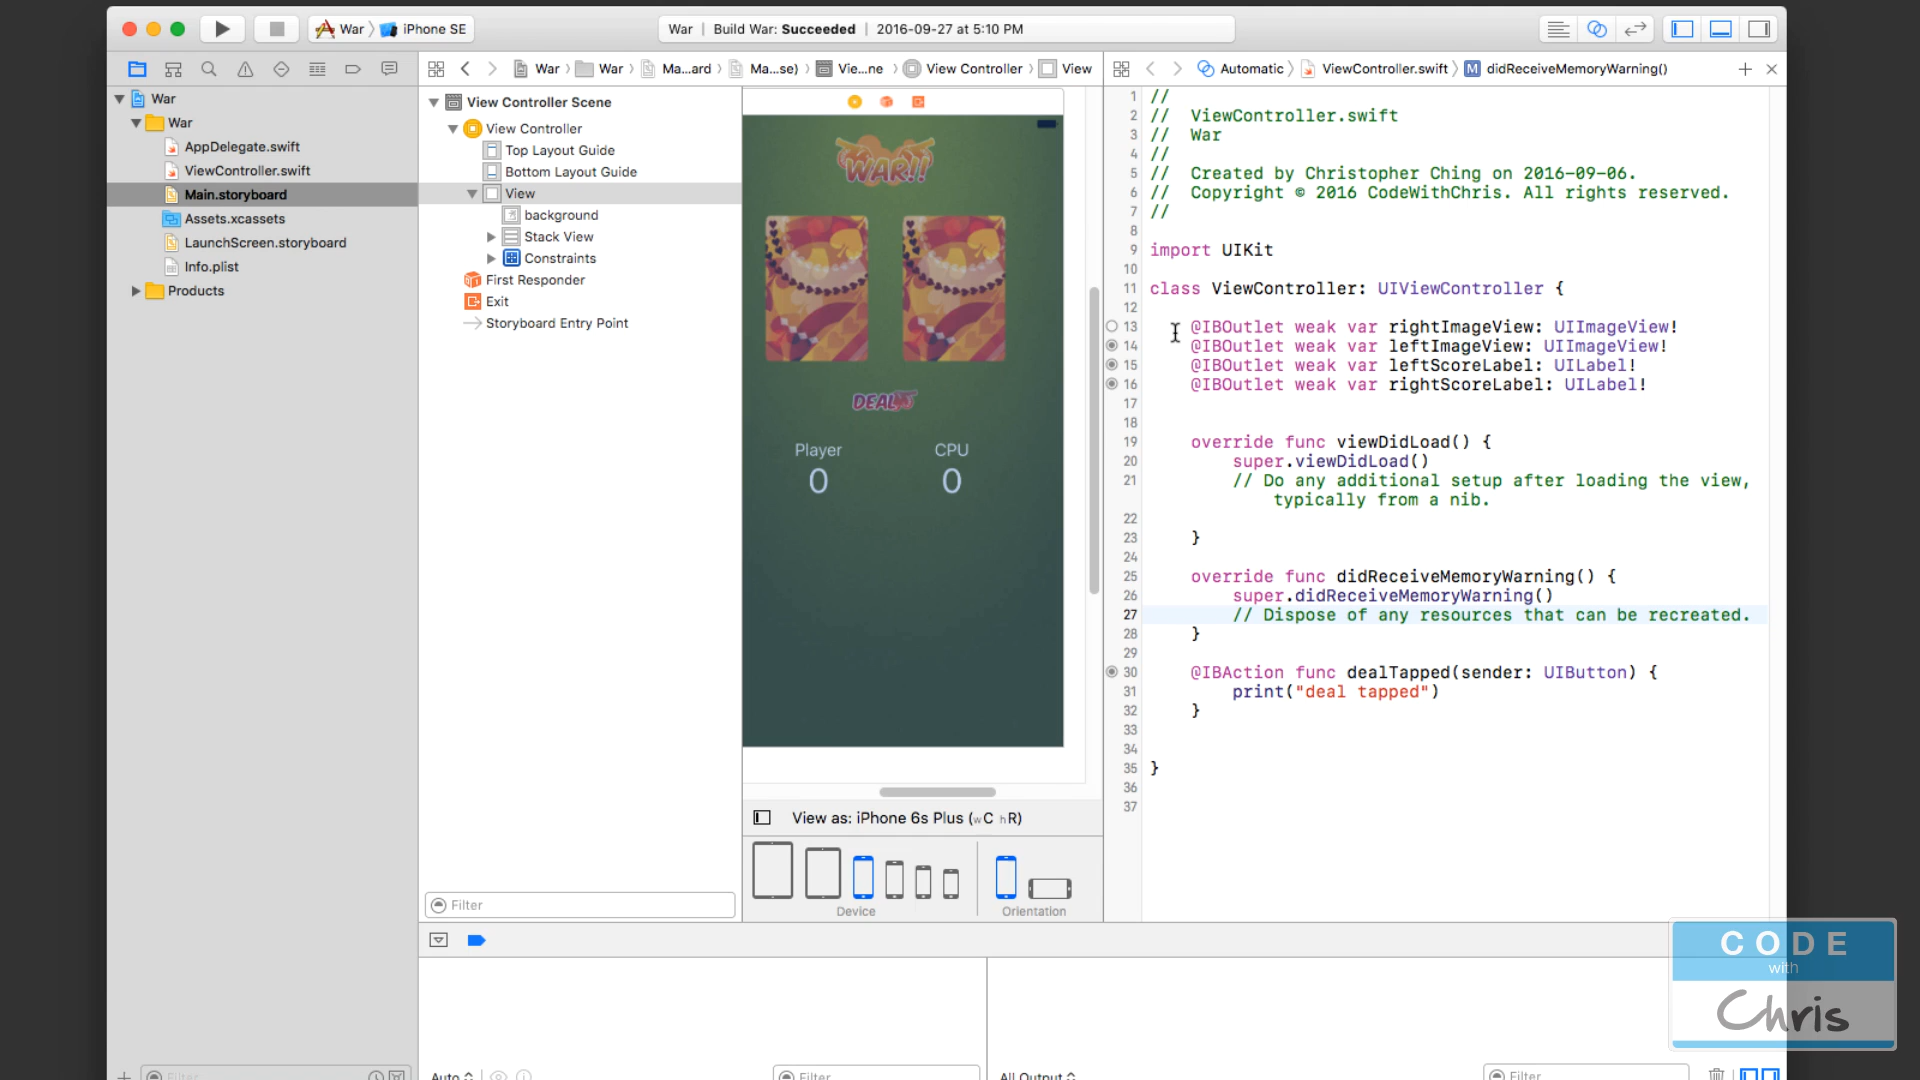 War  iPhone SE
War | Build War: Succeeded | 2016-09-27 at 5:10 PM
War War Ma...ard Ma...se) Vie...ne View Controller View
Automatic ViewController.swift M didReceiveMemoryWarning()
War
War
AppDelegate.swift
ViewController.swift
Main.storyboard
Assets.xcassets
LaunchScreen.storyboard
Info.plist
Products
View Controller Scene
View Controller
Top Layout Guide
Bottom Layout Guide
View
background
Stack View
Constraints
First Responder
Exit
Storyboard Entry Point
Filter
WAR!!
DEAL
Player CPU
0 0
View as: iPhone 6s Plus (wC hR)
Device Orientation
1 //
2 //  ViewController.swift
3 //  War
4 //
5 //  Created by Christopher Ching on 2016-09-06.
6 //  Copyright © 2016 CodeWithChris. All rights reserved.
7 //
8
9 import UIKit
10
11 class ViewController: UIViewController {
12
13 @IBOutlet weak var rightImageView: UIImageView!
14 @IBOutlet weak var leftImageView: UIImageView!
15 @IBOutlet weak var leftScoreLabel: UILabel!
16 @IBOutlet weak var rightScoreLabel: UILabel!
17
18
19 override func viewDidLoad() {
20 super.viewDidLoad()
21 // Do any additional setup after loading the view,
typically from a nib.
22
23 }
24
25 override func didReceiveMemoryWarning() {
26 super.didReceiveMemoryWarning()
27 // Dispose of any resources that can be recreated.
28 }
29
30 @IBAction func dealTapped(sender: UIButton) {
31 print("deal tapped")
32 }
33
34
35 }
36
37
Filter
Auto
Filter
All Output
Filter
CODE
with
Chris